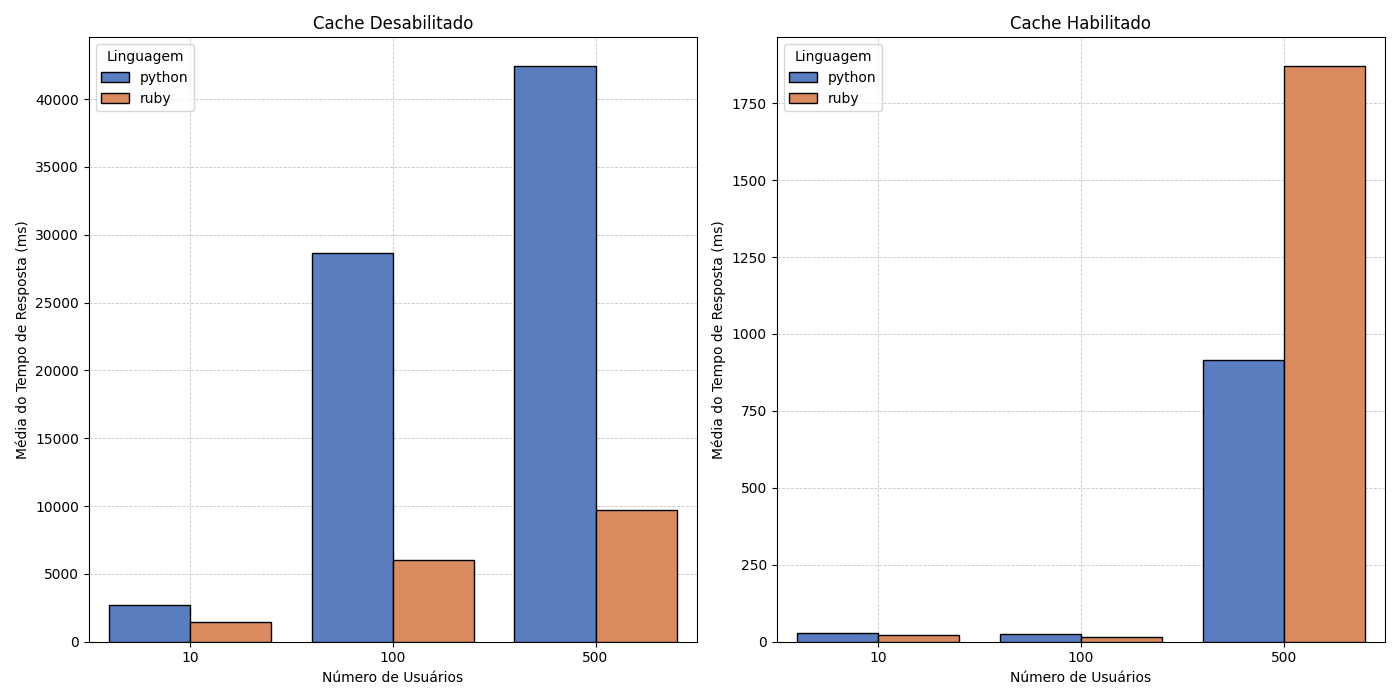 Cache Desabilitado
Linguagem
python
ruby
40000
35000
30000
25000
20000
15000
10000
5000
0
Média do Tempo de Resposta (ms)
10
100
500
Número de Usuários
Cache Habilitado
Linguagem
python
ruby
1750
1500
1250
1000
750
500
250
0
Média do Tempo de Resposta (ms)
10
100
500
Número de Usuários